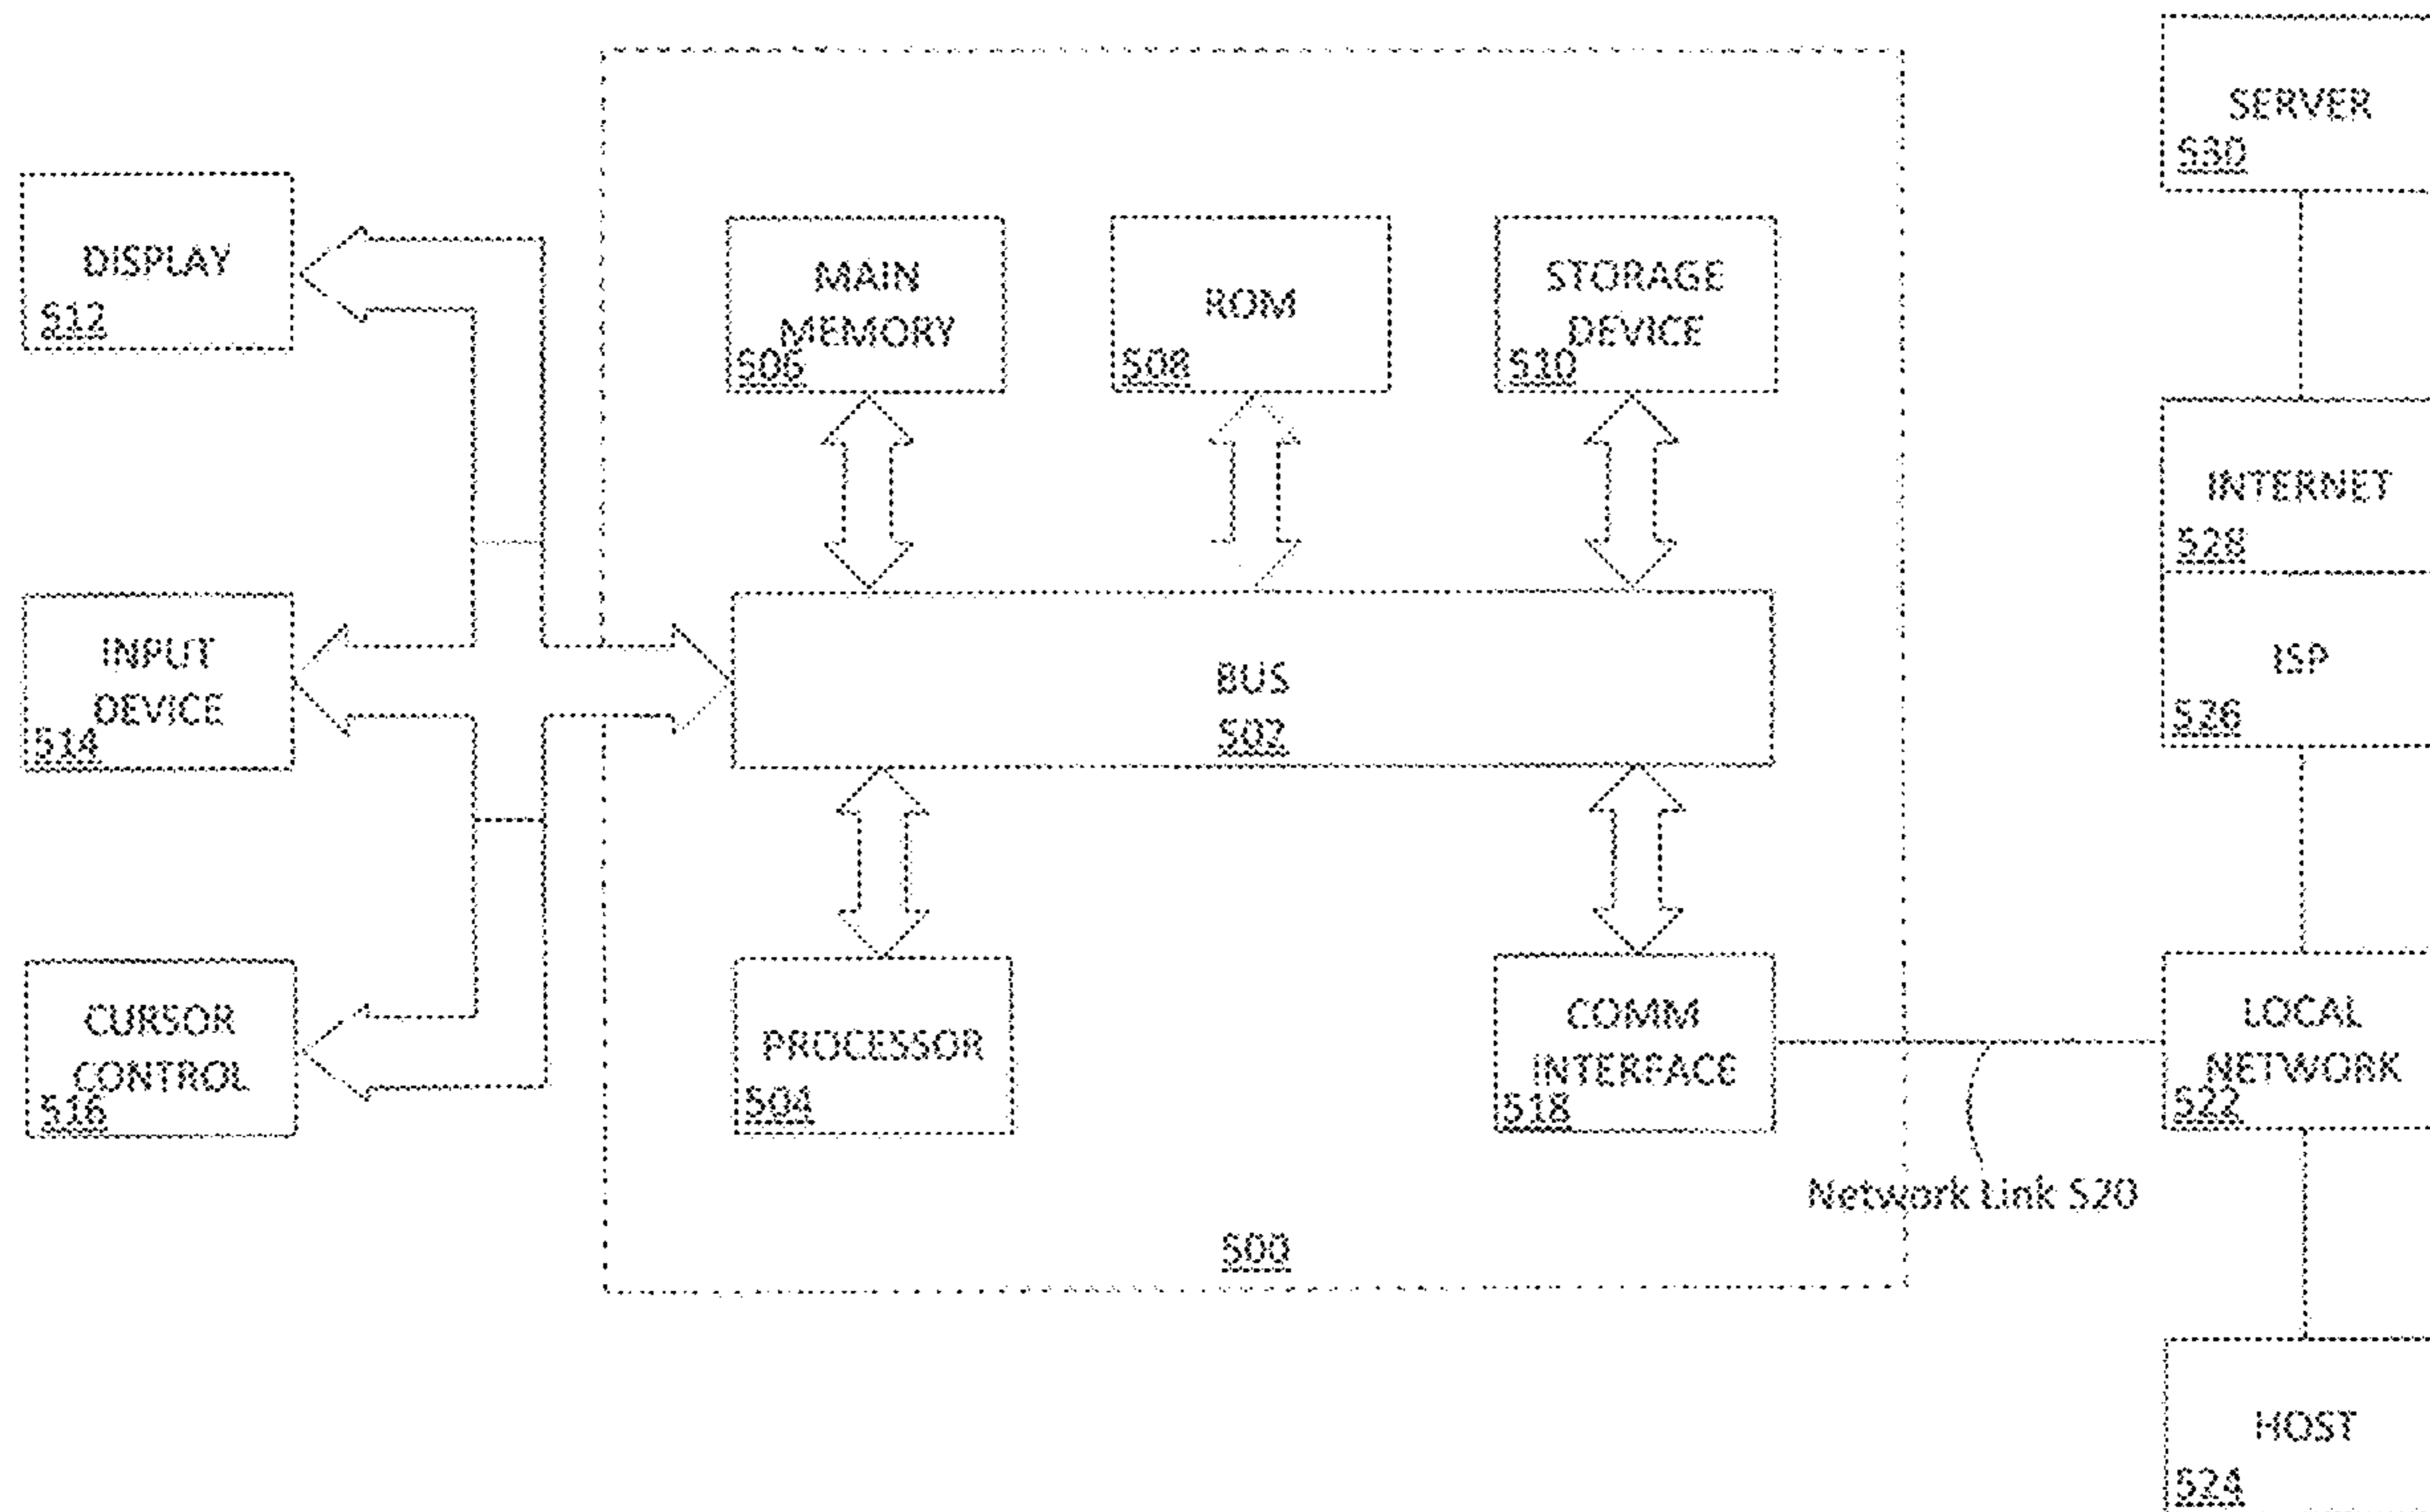 SERVER
530
DISPLAY
512
MAIN
MEMORY
506
ROM
508
STORAGE
DEVICE
510
INTERNET
528
INPUT
DEVICE
514
BUS
502
ISP
526
CURSOR
CONTROL
516
PROCESSOR
504
COMM
INTERFACE
518
LOCAL
NETWORK
522
Network Link 520
500
HOST
524